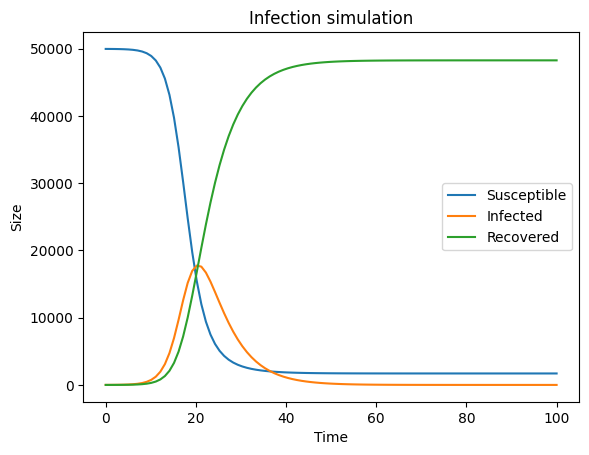 Infection simulation
50000
40000
30000
20000
10000
0
Size
Susceptible
Infected
Recovered
0 20 40 60 80 100
Time